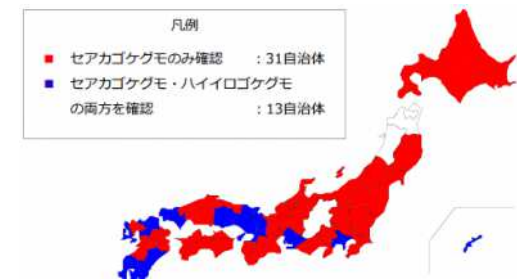 凡例
■ セアカゴケグモのみ確認 : 31自治体
■ セアカゴケグモ・ハイイロゴケグモ
の両方を確認 : 13自治体